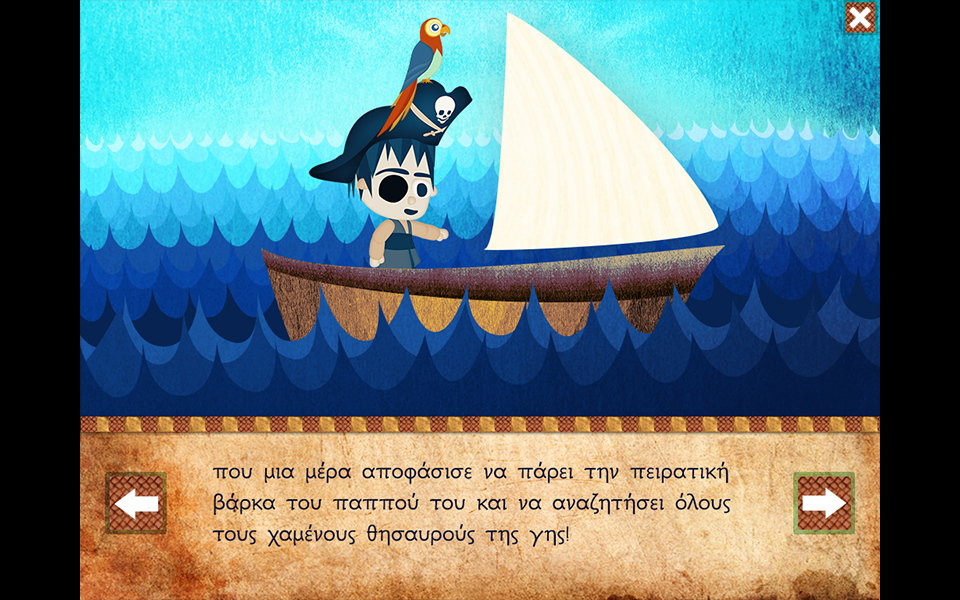 που μια μέρα αποφάσισε να πάρει την πειρατική
βάρκα του παππού του και να αναζητήσει όλους
τους χαμένους θησαυρούς της γης!